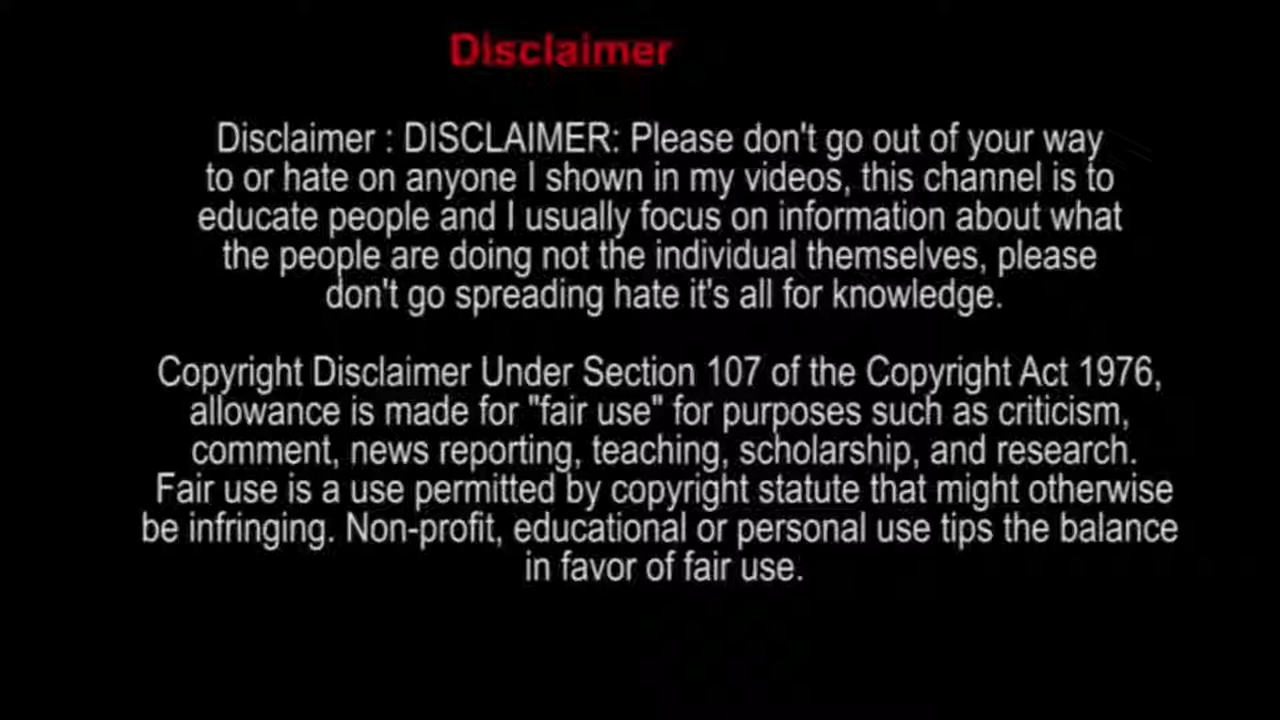 Disclaimer
Disclaimer : DISCLAIMER: Please don't go out of your way
to or hate on anyone I shown in my videos, this channel is to
educate people and I usually focus on information about what
the people are doing not the individual themselves, please
don't go spreading hate it's all for knowledge.
Copyright Disclaimer Under Section 107 of the Copyright Act 1976,
allowance is made for "fair use" for purposes such as criticism,
comment, news reporting, teaching, scholarship, and research.
Fair use is a use permitted by copyright statute that might otherwise
be infringing. Non-profit, educational or personal use tips the balance
in favor of fair use.